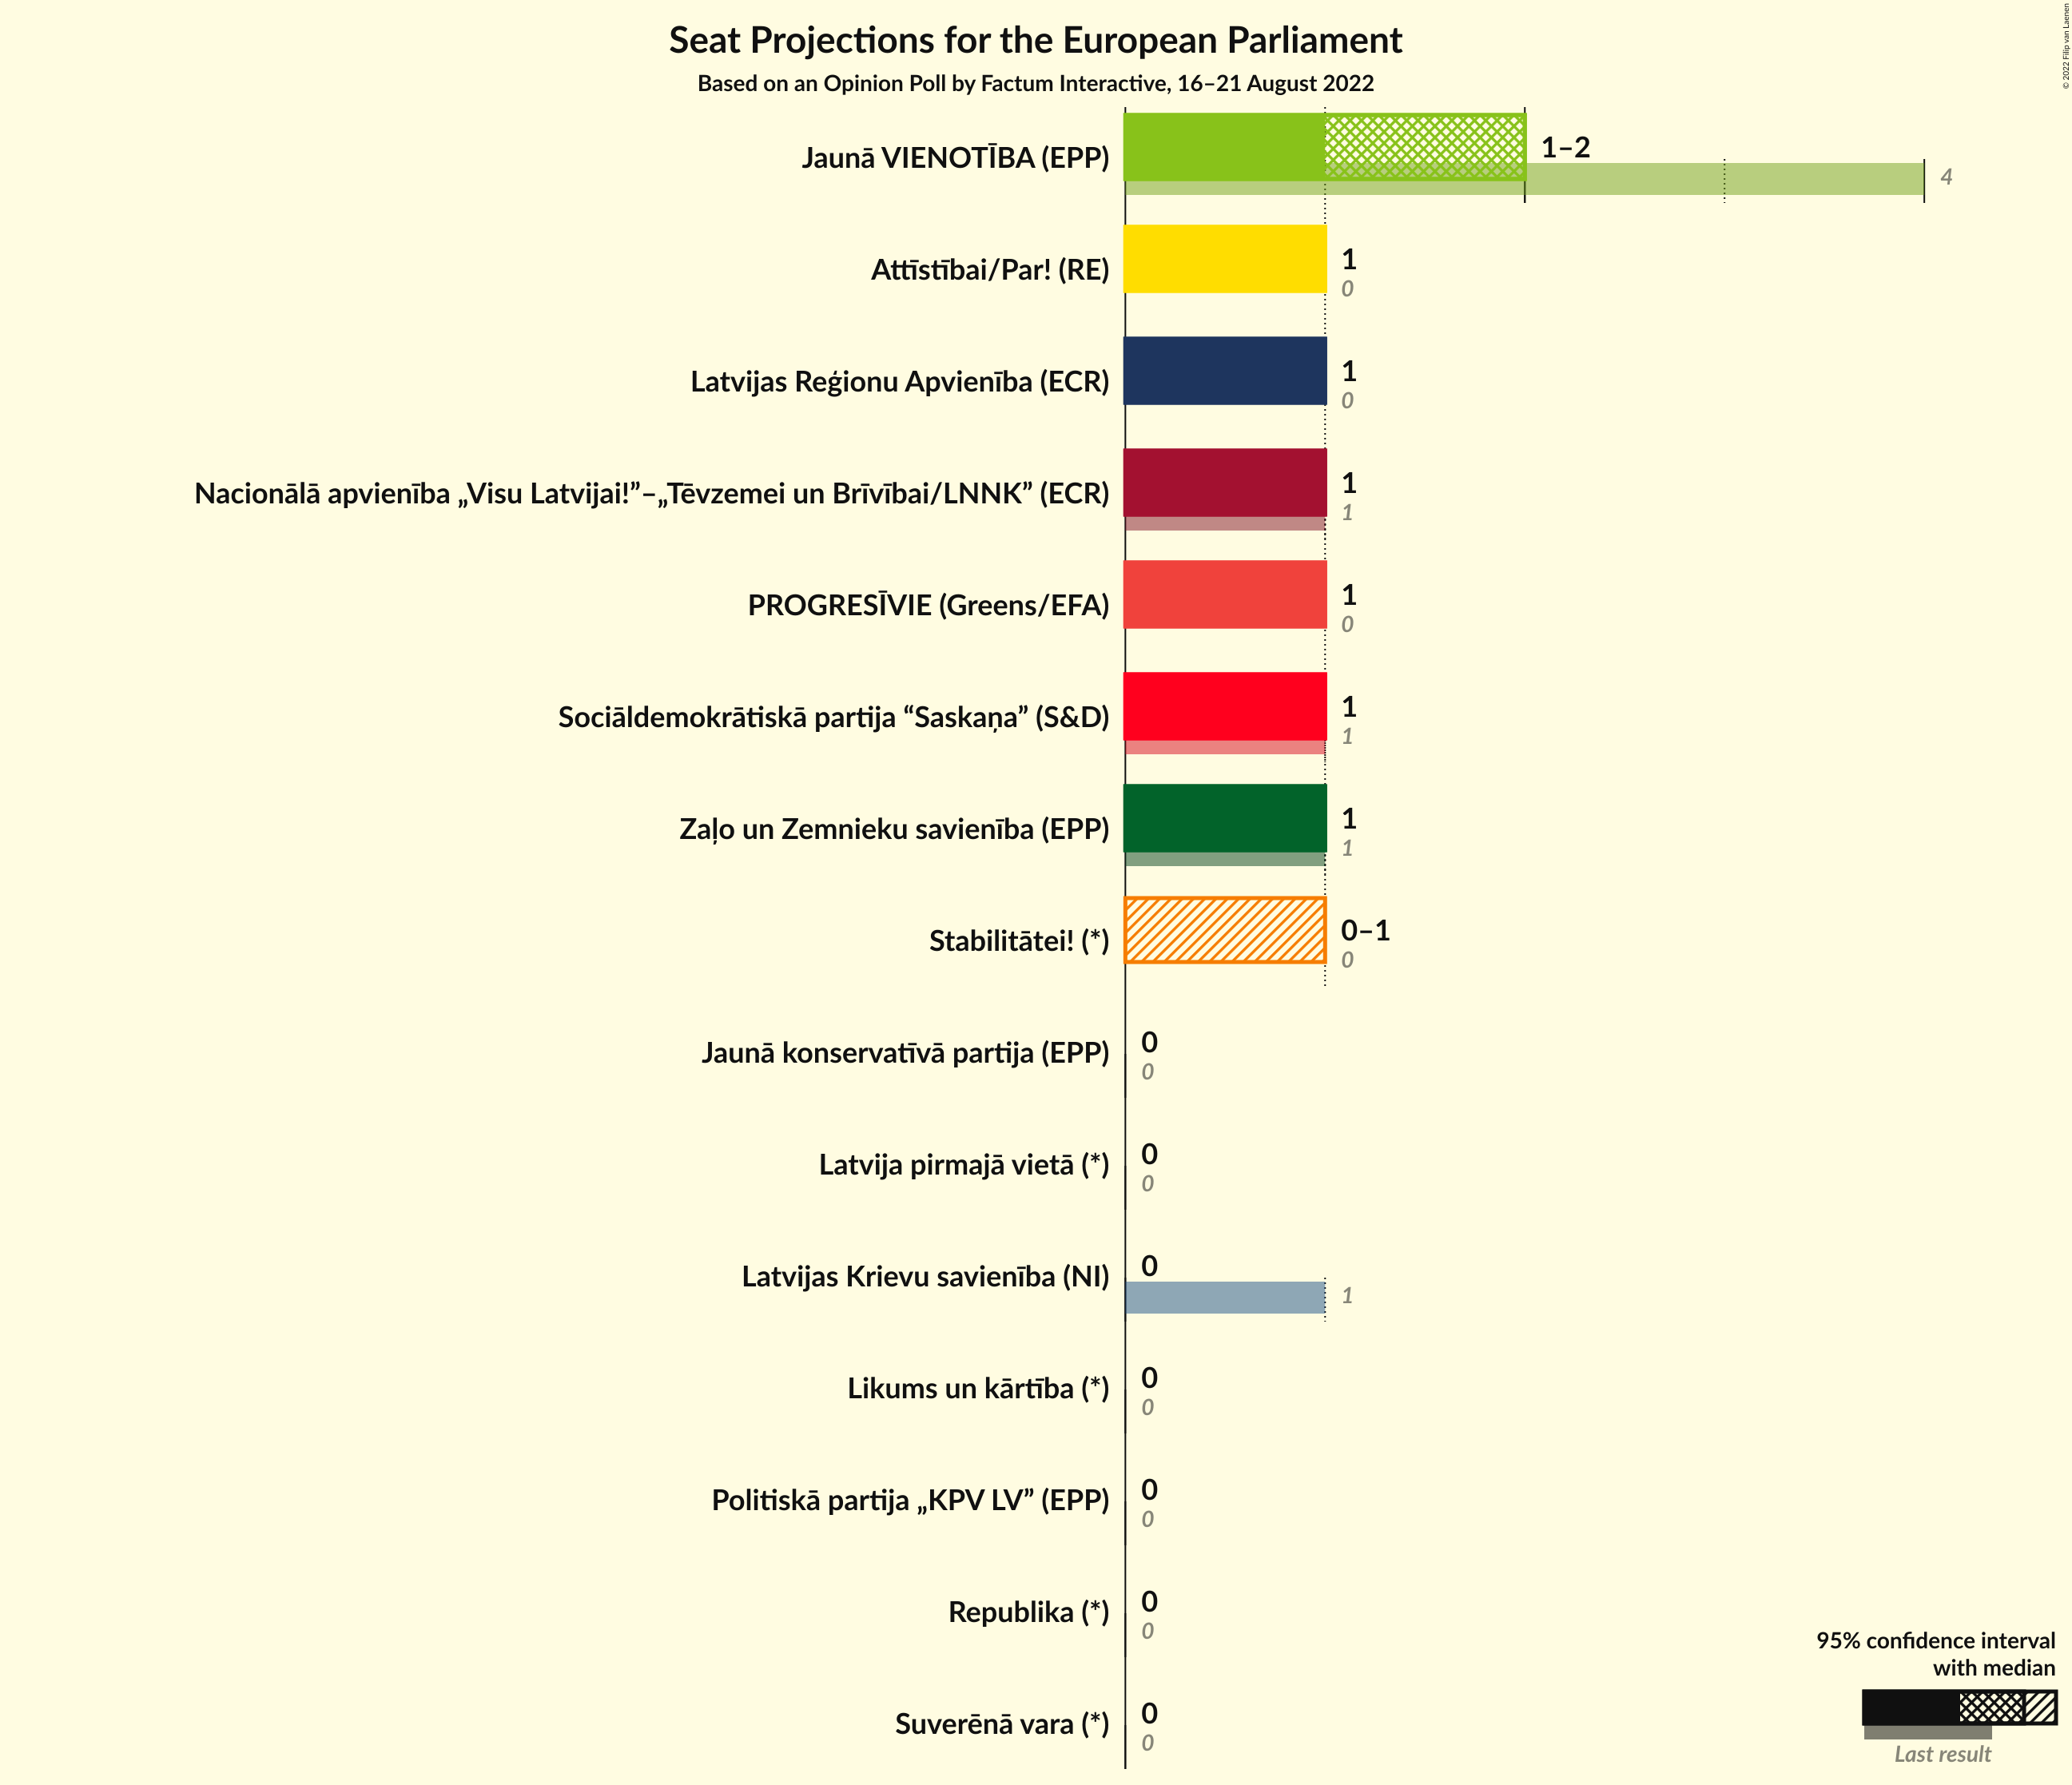 Seat Projections for the European Parliament
Based on an Opinion Poll by Factum Interactive, 16–21 August 2022
© 2022 Filip van Laenen
Jaunā VIENOTĪBA (EPP)
1–2
4
Attīstībai/Par! (RE)
1
0
Latvijas Reģionu Apvienība (ECR)
1
0
Nacionālā apvienība „Visu Latvijai!”–„Tēvzemei un Brīvībai/LNNK” (ECR)
1
1
PROGRESĪVIE (Greens/EFA)
1
0
Sociāldemokrātiskā partija “Saskaņa” (S&D)
1
1
Zaļo un Zemnieku savienība (EPP)
1
1
Stabilitātei! (*)
0–1
0
Jaunā konservatīvā partija (EPP)
0
0
Latvija pirmajā vietā (*)
0
0
Latvijas Krievu savienība (NI)
0
1
Likums un kārtība (*)
0
0
Politiskā partija „KPV LV” (EPP)
0
0
Republika (*)
0
0
Suverēnā vara (*)
0
0
95% confidence interval
with median
Last result